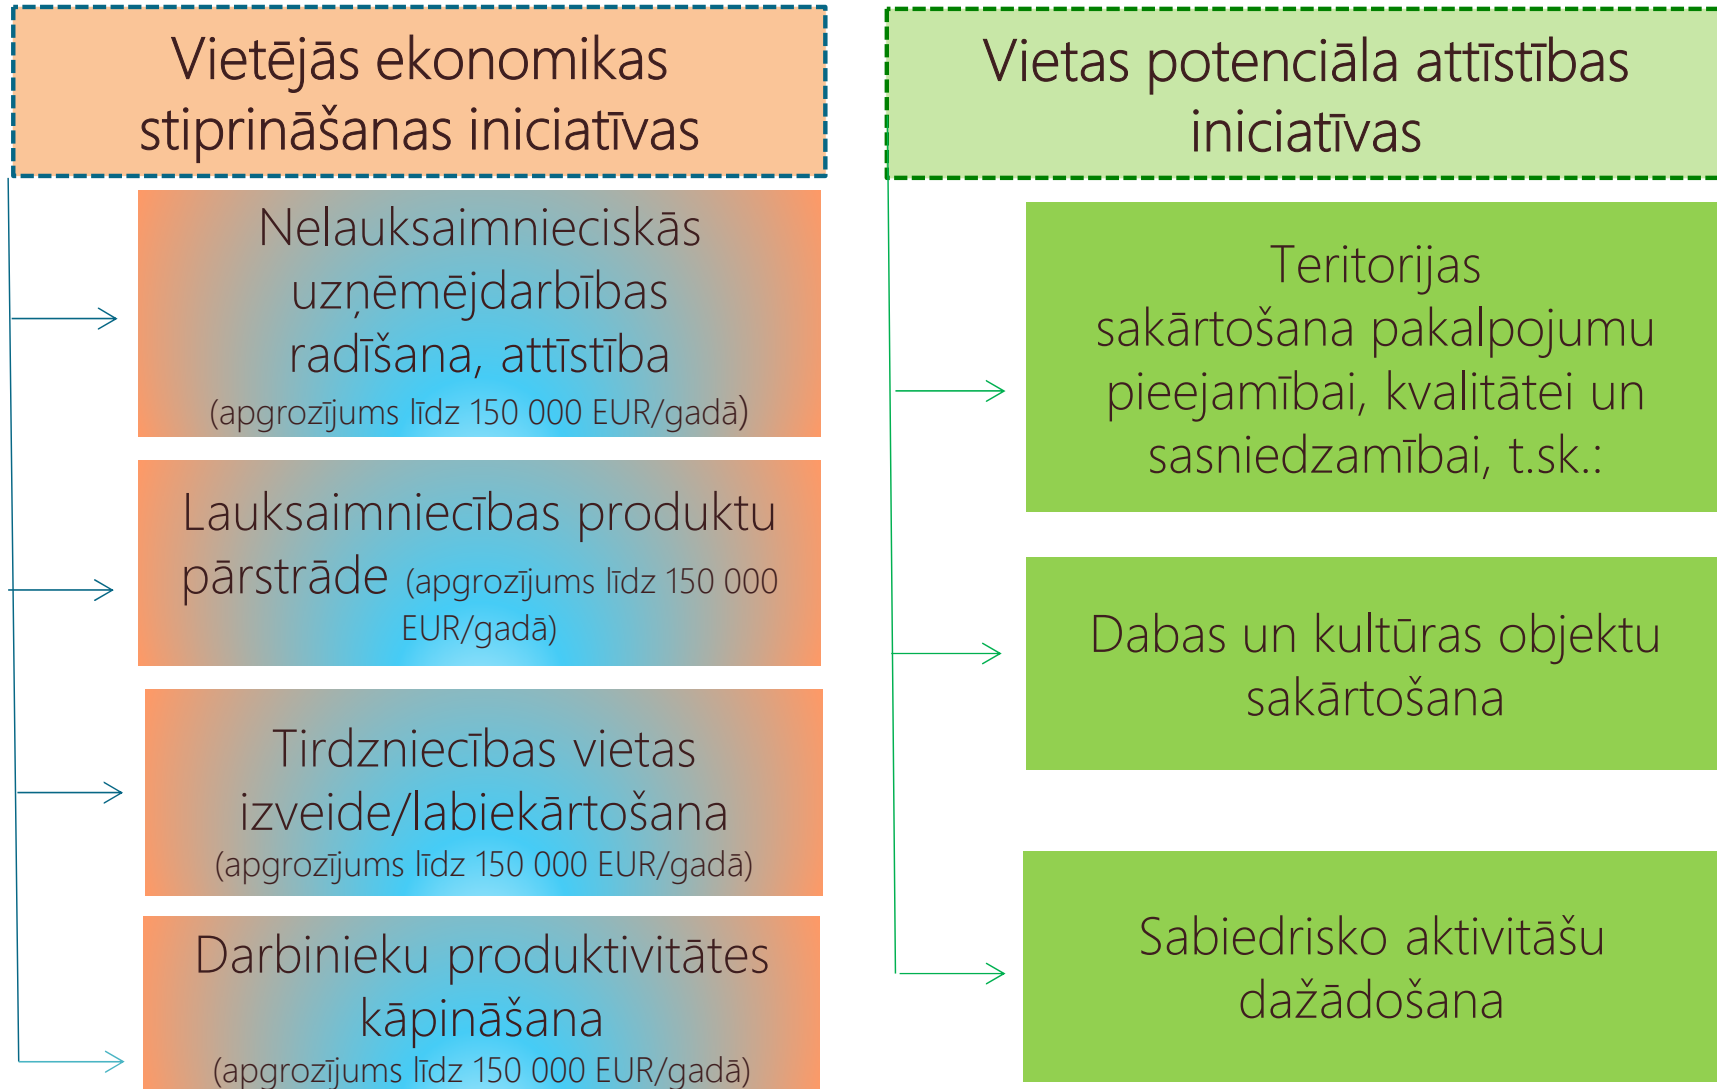 Vietējās ekonomikas
stiprināšanas iniciatīvas
Nelauksaimnieciskās
uzņēmējdarbības
radīšana, attīstība
(apgrozījums līdz 150 000 EUR/gadā)
Lauksaimniecības produktu
pārstrāde (apgrozījums līdz 150 000
EUR/gadā)
Tirdzniecības vietas
izveide/labiekārtošana
(apgrozījums līdz 150 000 EUR/gadā)
Darbinieku produktivitātes
kāpināšana
(apgrozījums līdz 150 000 EUR/gadā)
Vietas potenciāla attīstības
iniciatīvas
Teritorijas
sakārtošana pakalpojumu
pieejamībai, kvalitātei un
sasniedzamībai, t.sk.:
Dabas un kultūras objektu
sakārtošana
Sabiedrisko aktivitāšu
dažādošana